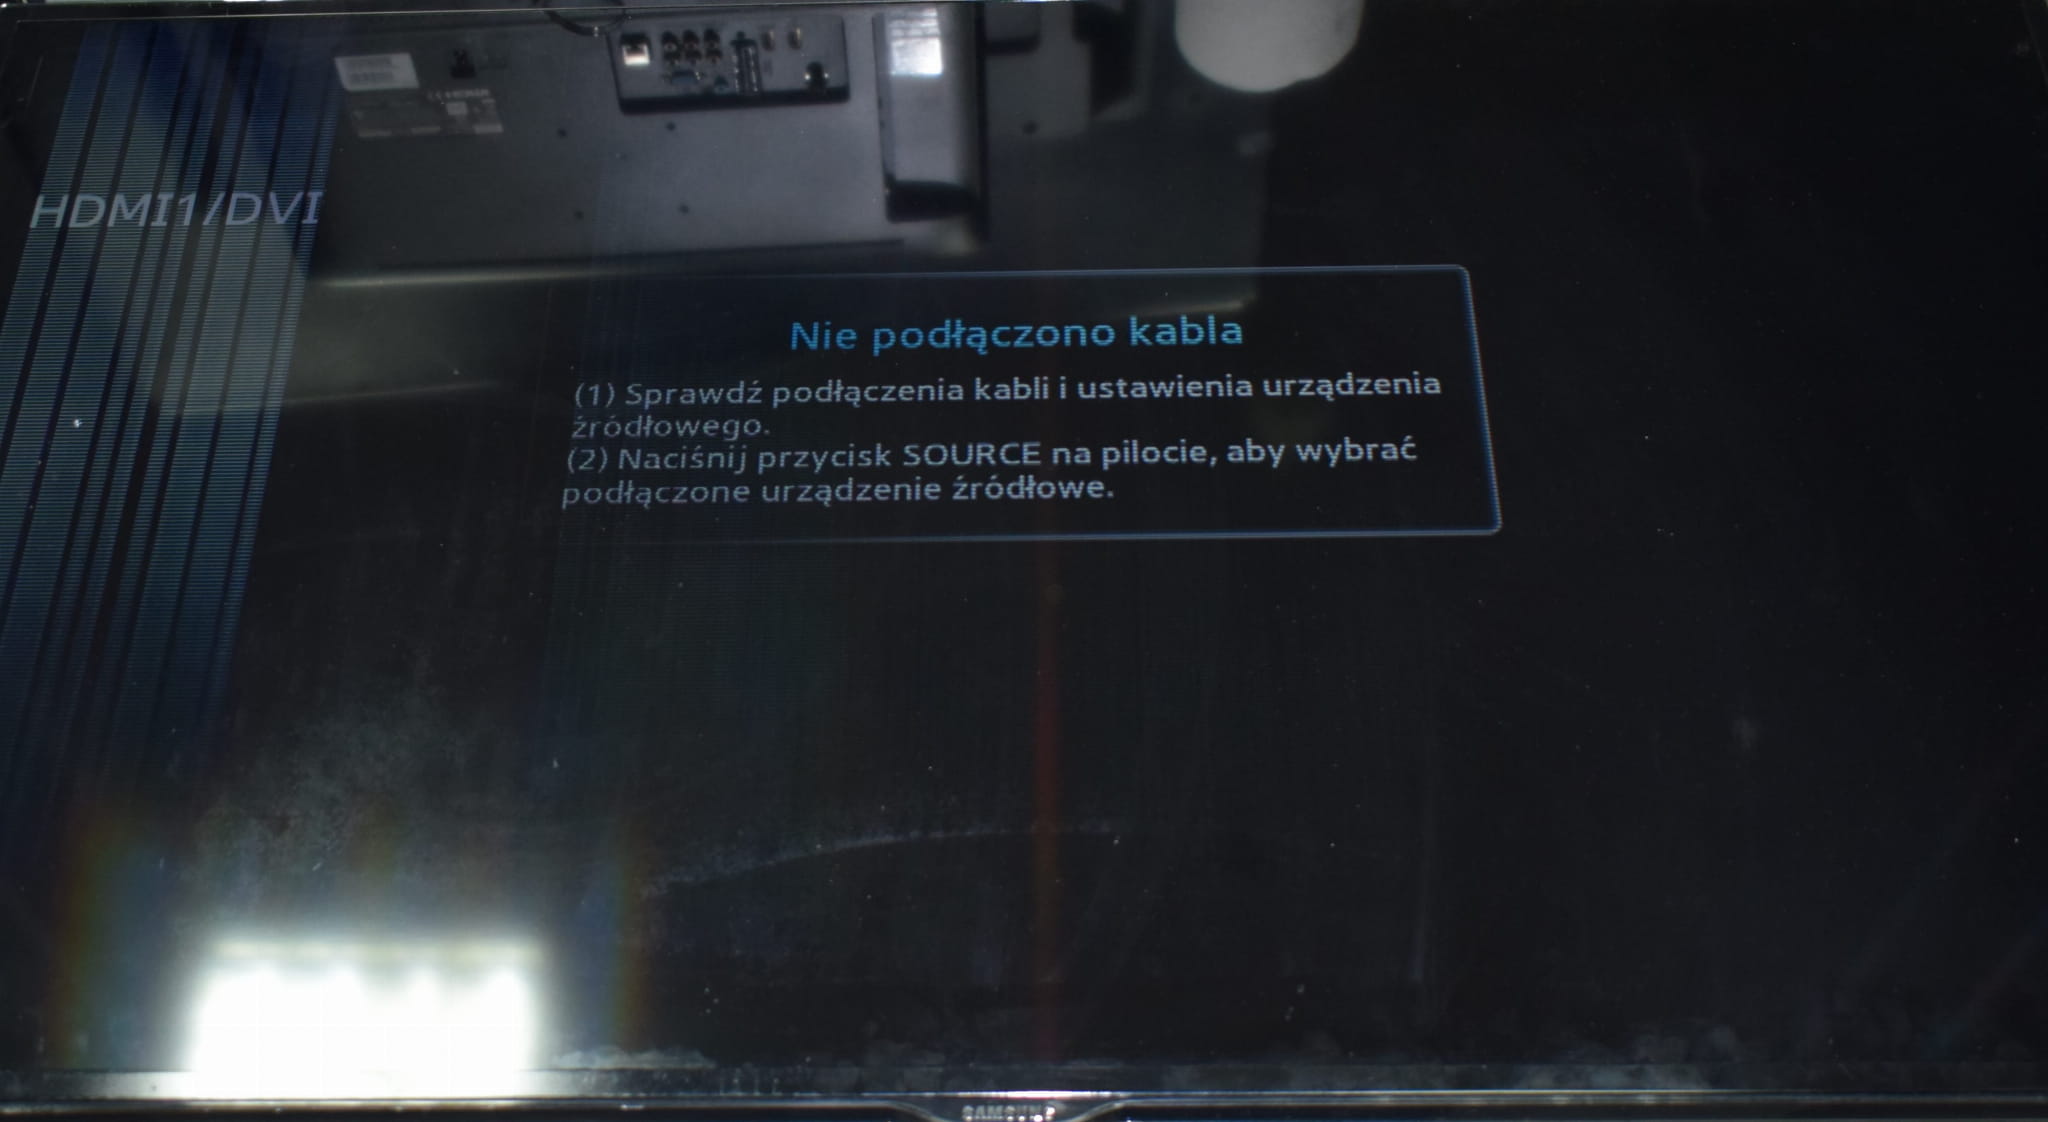 HDMI1/DVI
Nie podłączono kabla
(1) Sprawdź podłączenia kabli i ustawienia urządzenia
źródłowego.
(2) Naciśnij przycisk SOURCE na pilocie, aby wybrać
podłączone urządzenie źródłowe.
SAMSUNG